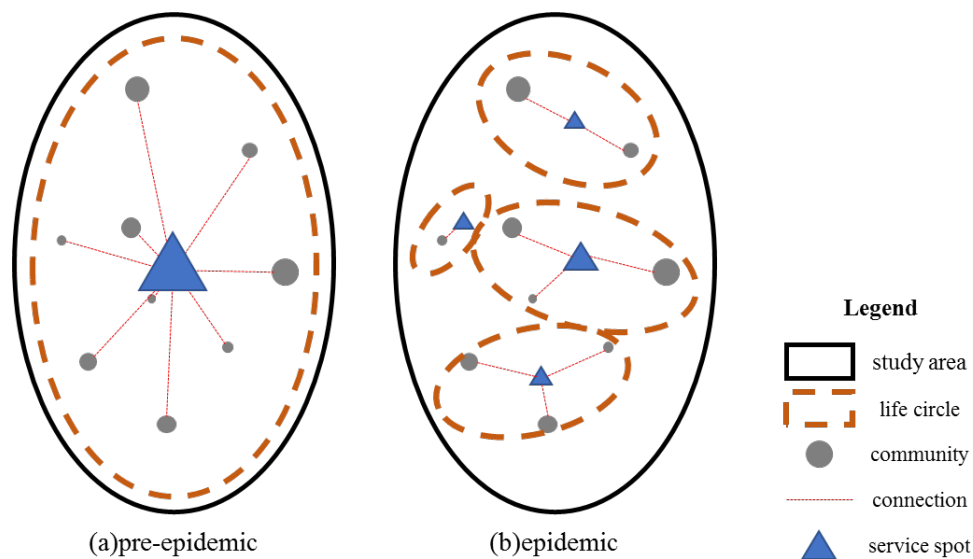 Legend
study area
life circle
community
connection
service spot
(a)pre-epidemic
(b)epidemic